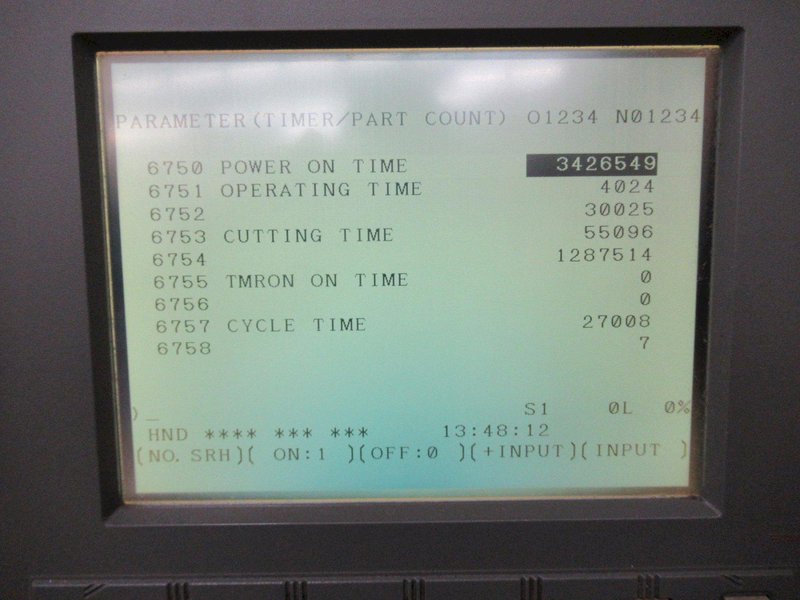 PARAMETER(TIMER/PART COUNT) O1234 N01234
6750 POWER ON TIME 3426549
6751 OPERATING TIME 4024
6752 30025
6753 CUTTING TIME 55096
6754 1287514
6755 TMRON ON TIME 0
6756 0
6757 CYCLE TIME 27008
6758 7
)_ S1 0L 0%
HND **** *** *** 13:48:12
(NO.SRH)( ON:1 )(OFF:0 )(+INPUT)(INPUT )